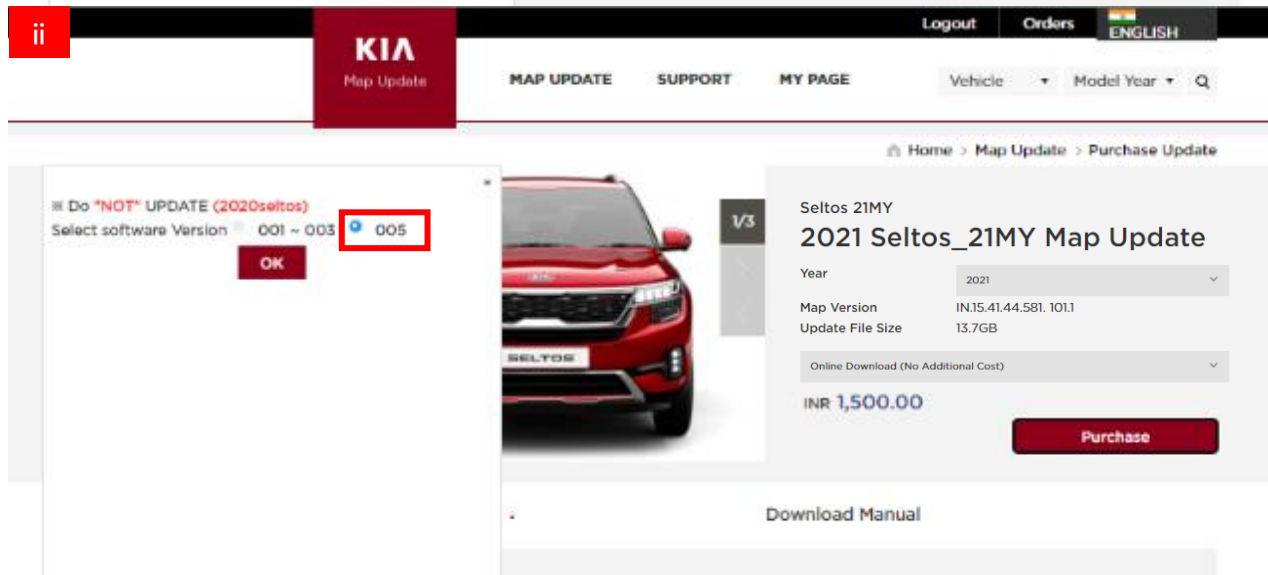 ii
Logout Orders ENGLISH
KIA
Map Update
MAP UPDATE SUPPORT MY PAGE Vehicle Model Year
Home > Map Update > Purchase Update
×
※ Do "NOT" UPDATE (2020seltos)
Select software Version 001 ~ 003 005
OK
SELTOS
1/3
Seltos 21MY
2021 Seltos_21MY Map Update
Year 2021
Map Version IN.15.41.44.581. 101.1
Update File Size 13.7GB
Online Download (No Additional Cost)
INR 1,500.00
Purchase
Download Manual